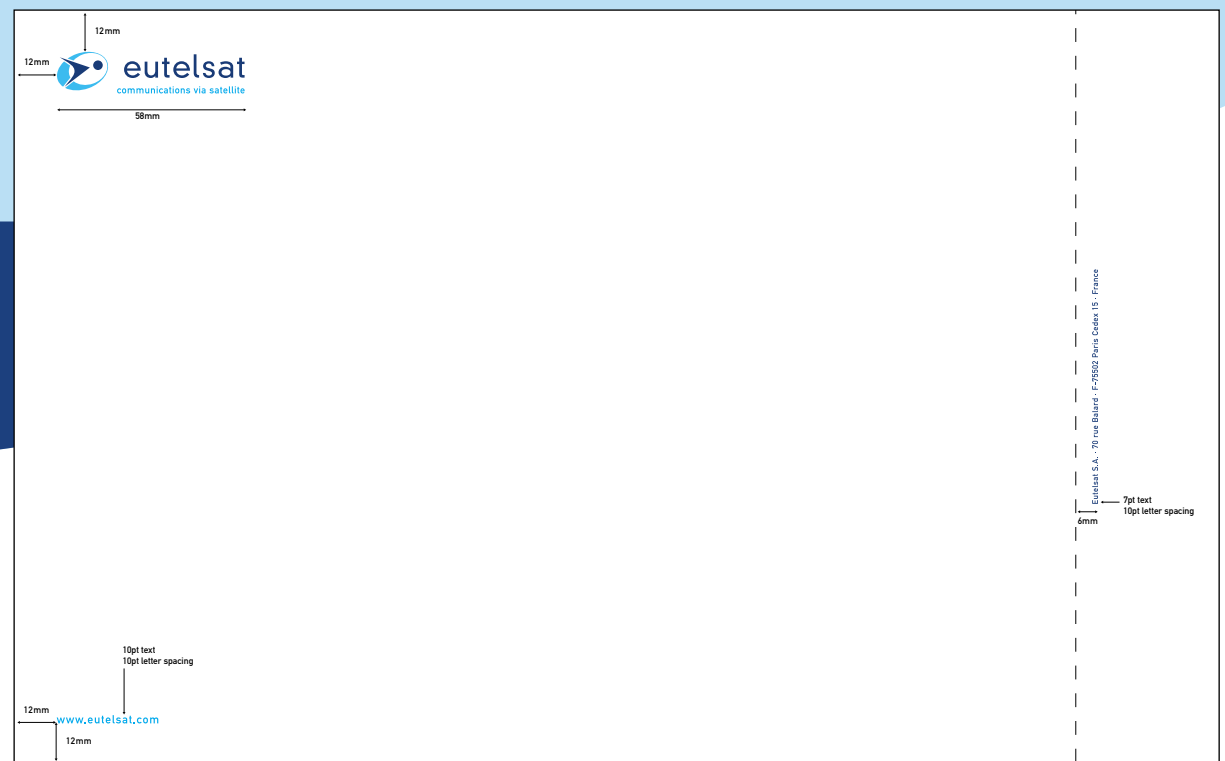 12mm
12mm
eutelsat
communications via satellite
58mm
Eutelsat S.A. · 70 rue Balard · F-75502 Paris Cedex 15 · France
7pt text
10pt letter spacing
6mm
10pt text
10pt letter spacing
12mm
www.eutelsat.com
12mm